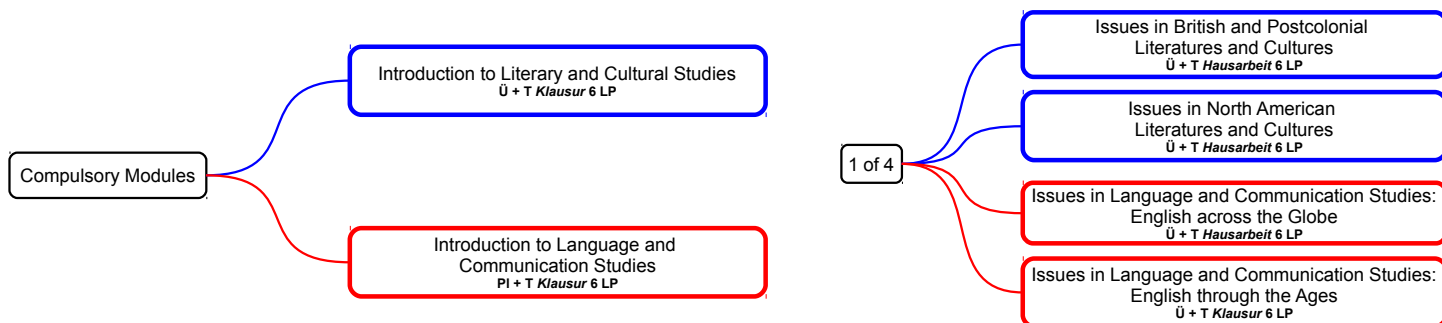 Compulsory Modules
Introduction to Literary and Cultural Studies
Ü + T Klausur 6 LP
Introduction to Language and
Communication Studies
PI + T Klausur 6 LP
1 of 4
Issues in British and Postcolonial
Literatures and Cultures
Ü + T Hausarbeit 6 LP
Issues in North American
Literatures and Cultures
Ü + T Hausarbeit 6 LP
Issues in Language and Communication Studies:
English across the Globe
Ü + T Hausarbeit 6 LP
Issues in Language and Communication Studies:
English through the Ages
Ü + T Klausur 6 LP